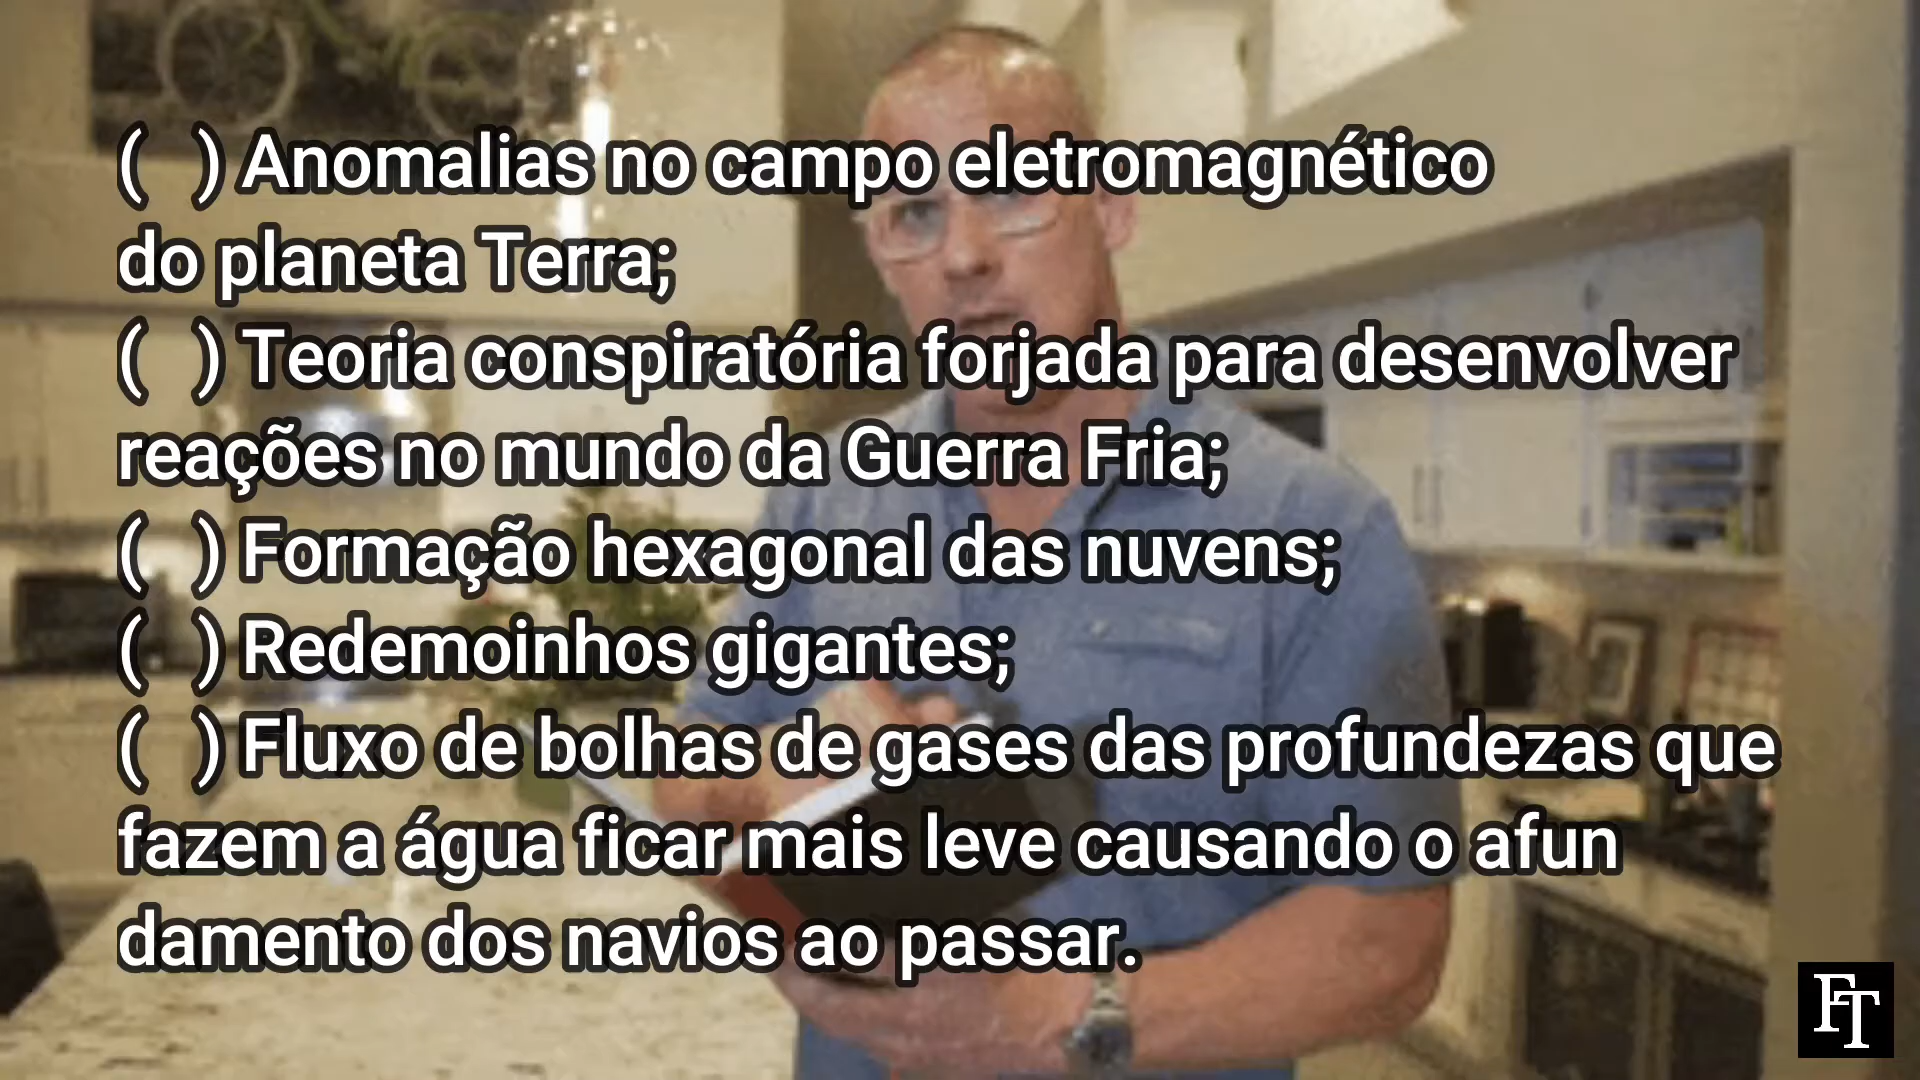 (   ) Anomalias no campo eletromagnético
do planeta Terra;
(   ) Teoria conspiratória forjada para desenvolver
reações no mundo da Guerra Fria;
(   ) Formação hexagonal das nuvens;
(   ) Redemoinhos gigantes;
(   ) Fluxo de bolhas de gases das profundezas que
fazem a água ficar mais leve causando o afun
damento dos navios ao passar.
FT